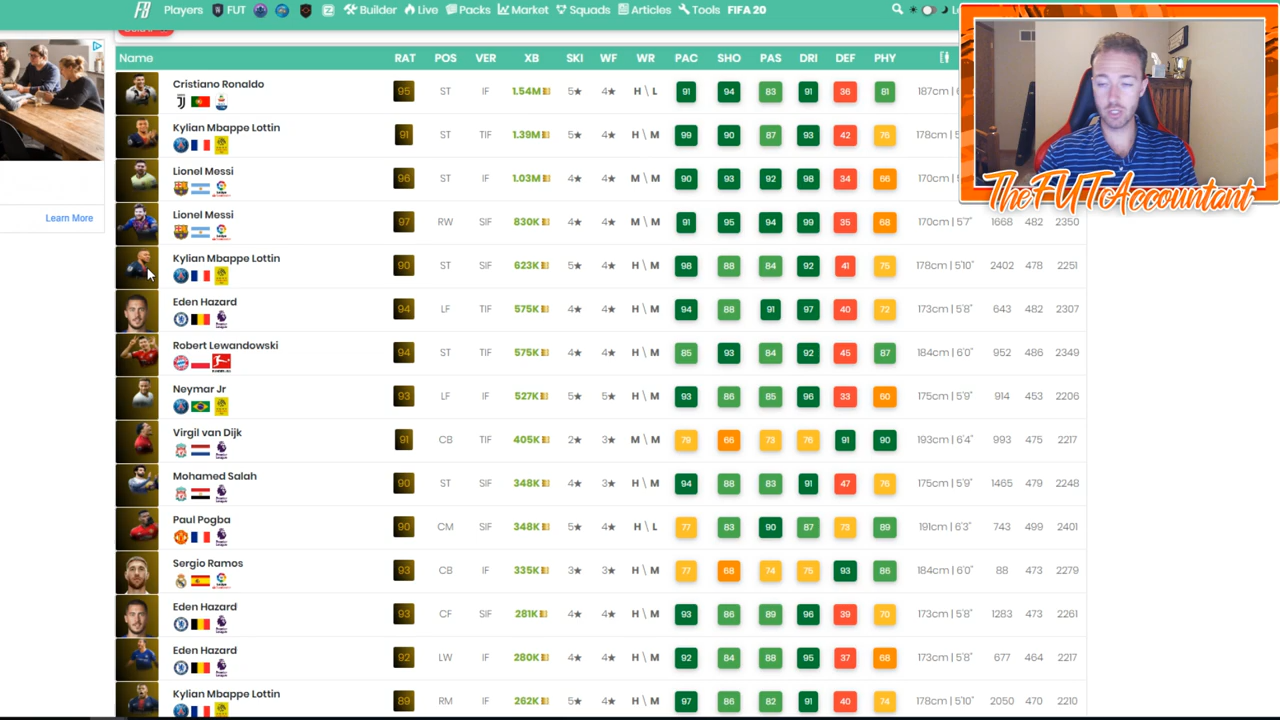 FB Players FUT Builder Live Packs Market Squads Articles Tools FIFA 20
Name RAT POS VER XB SKI WF WR PAC SHO PAS DRI DEF PHY
Cristiano Ronaldo 95 ST IF 1.54M 5★ 4★ H \ L 91 94 83 91 36 81 187cm | 6
Kylian Mbappe Lottin 91 ST TIF 1.39M 5★ 4★ H \ M 99 90 87 93 42 76 178cm | 5
Lionel Messi 96 ST IF 1.03M 4★ 4★ M \ M 90 93 92 98 34 66 170cm | 5
TheFUTAccountant
Lionel Messi 97 RW SIF 830K 4★ 4★ M \ M 91 95 94 99 35 68 170cm | 5'7" 1668 482 2350
Kylian Mbappe Lottin 90 ST SIF 623K 5★ 4★ H \ M 98 88 84 92 41 75 178cm | 5'10" 2402 478 2251
Eden Hazard 94 LF TIF 575K 4★ 4★ H \ M 94 88 91 97 40 72 173cm | 5'8" 643 482 2307
Robert Lewandowski 94 ST TIF 575K 4★ 4★ H \ M 85 93 84 92 45 87 184cm | 6'0" 952 486 2349
Neymar Jr 93 LF IF 527K 5★ 5★ H \ M 93 86 85 96 33 60 175cm | 5'9" 914 453 2206
Virgil van Dijk 91 CB TIF 405K 2★ 3★ M \ M 79 66 73 76 91 90 193cm | 6'4" 993 475 2217
Mohamed Salah 90 ST SIF 348K 4★ 3★ H \ M 94 88 83 91 47 76 175cm | 5'9" 1465 479 2248
Paul Pogba 90 CM SIF 348K 5★ 4★ H \ L 77 83 90 87 73 89 191cm | 6'3" 743 499 2401
Sergio Ramos 93 CB IF 335K 3★ 3★ H \ M 77 68 74 75 93 86 184cm | 6'0" 88 473 2279
Eden Hazard 93 CF SIF 281K 4★ 4★ H \ M 93 86 89 96 39 70 173cm | 5'8" 1283 473 2261
Eden Hazard 92 LW IF 280K 4★ 4★ H \ M 92 84 88 95 37 68 173cm | 5'8" 677 464 2217
Kylian Mbappe Lottin 89 RM IF 262K 5★ 4★ H \ M 97 86 82 91 40 74 178cm | 5'10" 2050 470 2210
Learn More